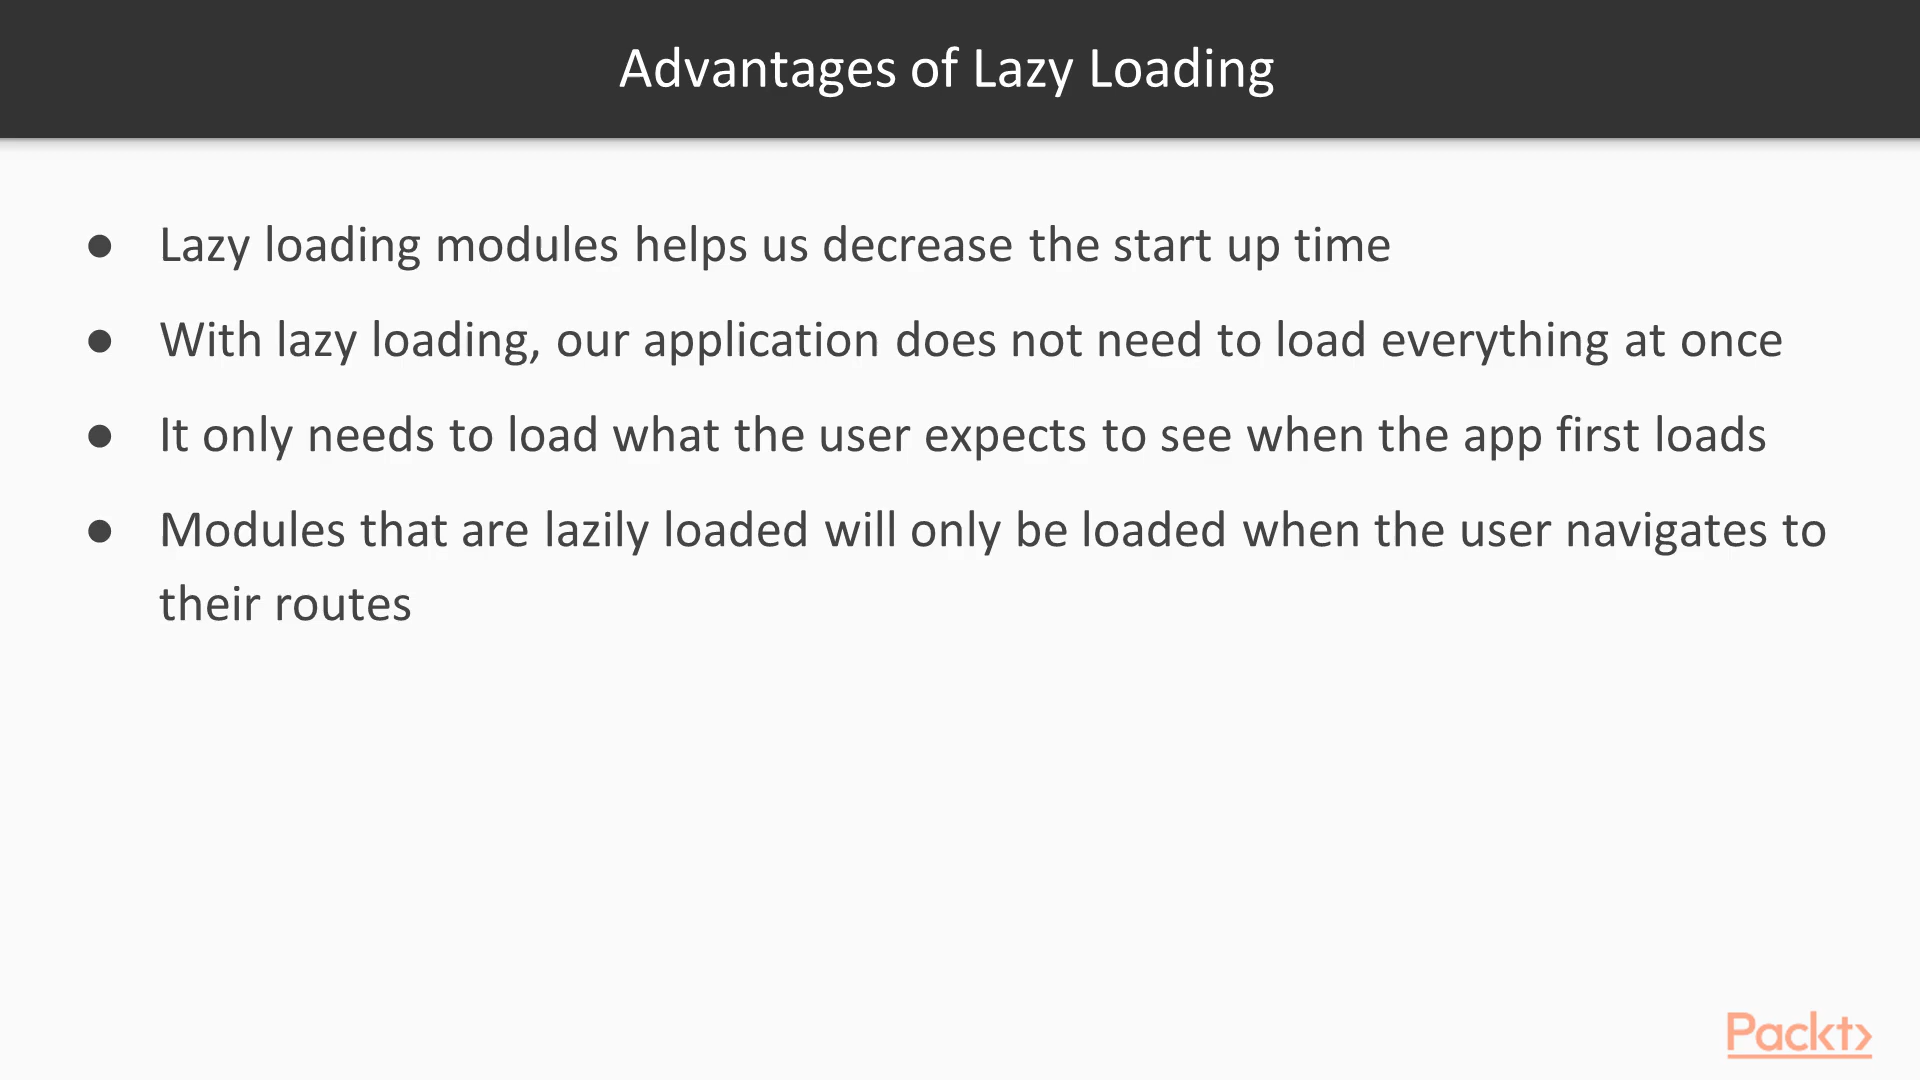 Advantages of Lazy Loading
● Lazy loading modules helps us decrease the start up time
● With lazy loading, our application does not need to load everything at once
● It only needs to load what the user expects to see when the app first loads
● Modules that are lazily loaded will only be loaded when the user navigates to
their routes
Packt>